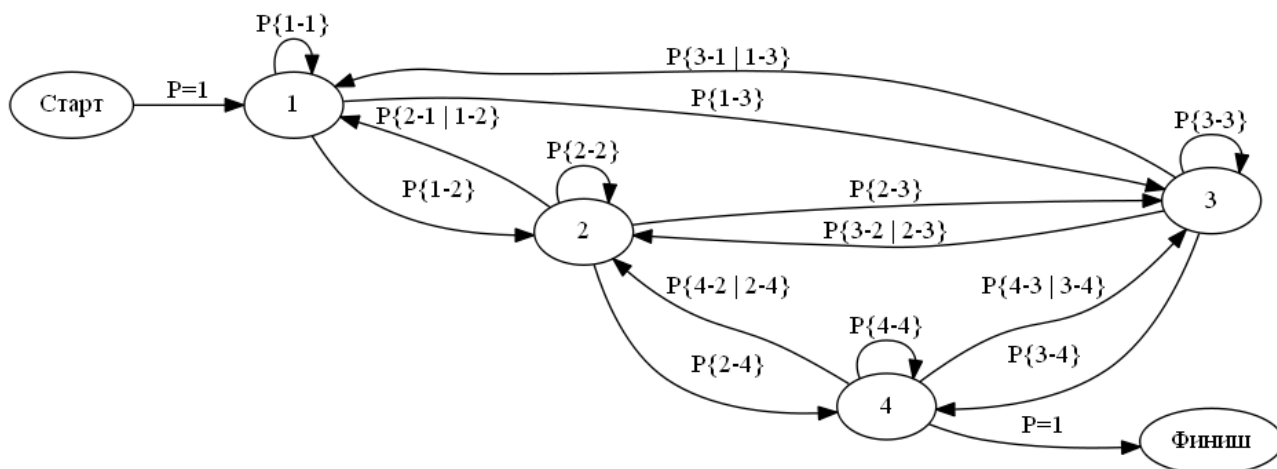 P{1-1}
P{3-1 | 1-3}
Старт
P=1
1
P{1-3}
P{2-1 | 1-2}
P{3-3}
P{2-2}
P{1-2}
P{2-3}
3
2
P{3-2 | 2-3}
P{4-2 | 2-4}
P{4-3 | 3-4}
P{4-4}
P{2-4}
P{3-4}
4
P=1
Финиш